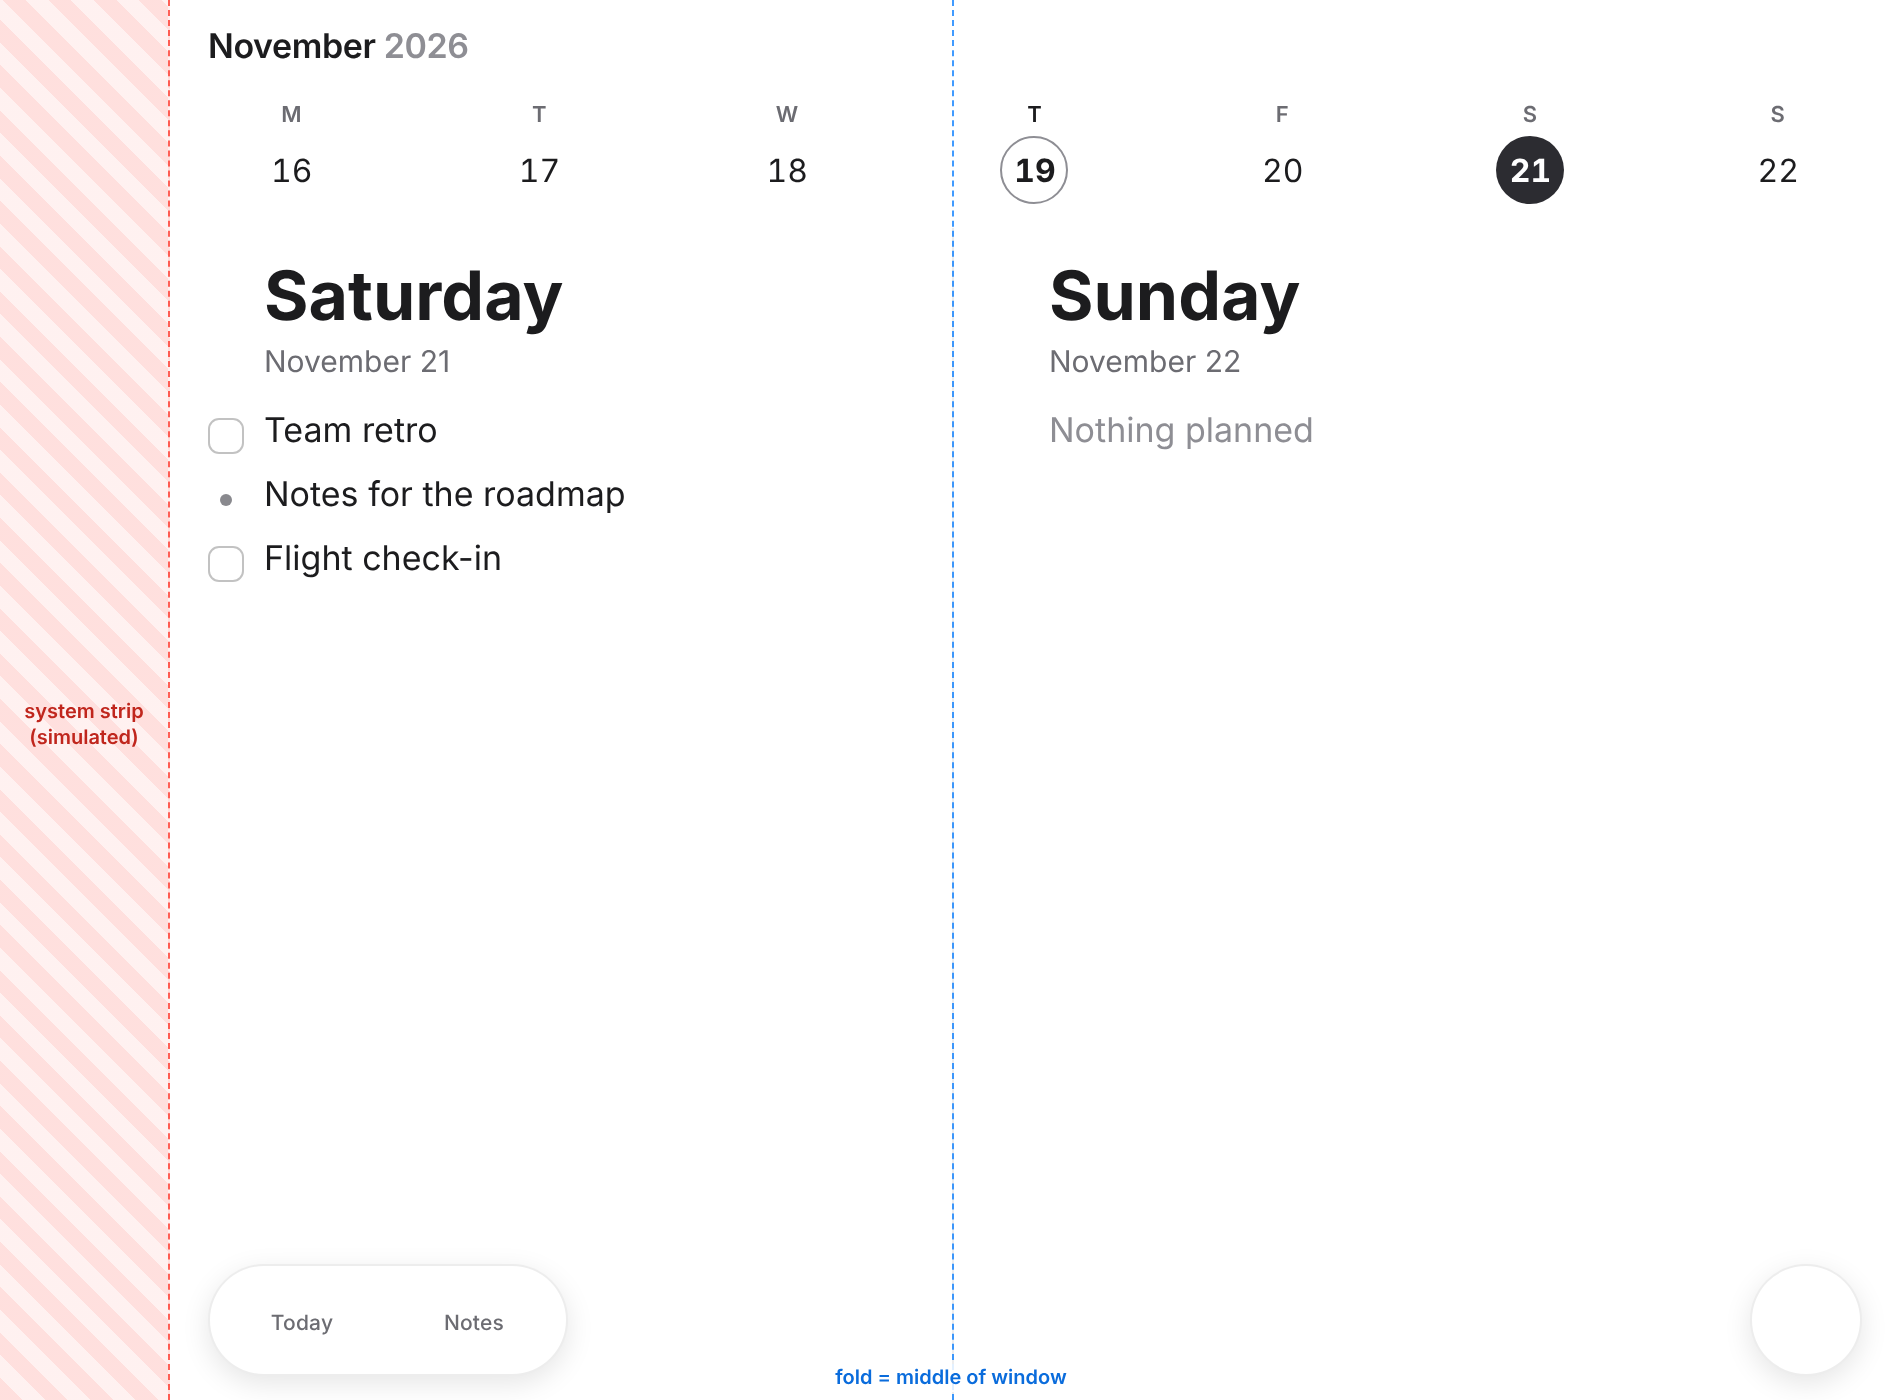 November 2026
M T W T F S S
16 17 18 19 20 21 22
Saturday
November 21
Team retro
Notes for the roadmap
Flight check-in
Sunday
November 22
Nothing planned
system strip
(simulated)
Today Notes
fold = middle of window